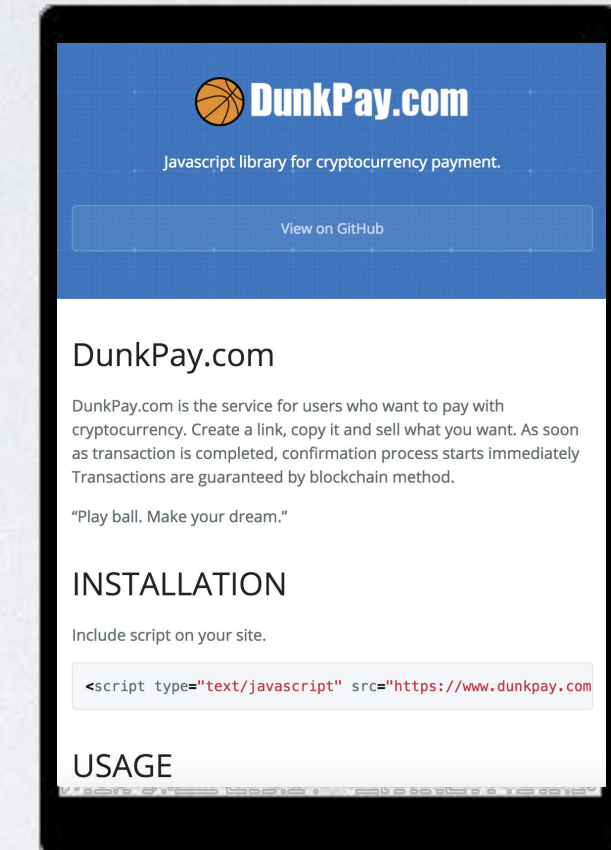 DunkPay.com
Javascript library for cryptocurrency payment.
View on GitHub
DunkPay.com
DunkPay.com is the service for users who want to pay with
cryptocurrency. Create a link, copy it and sell what you want. As soon
as transaction is completed, confirmation process starts immediately
Transactions are guaranteed by blockchain method.
“Play ball. Make your dream.”
INSTALLATION
Include script on your site.
<script type="text/javascript" src="https://www.dunkpay.com
USAGE